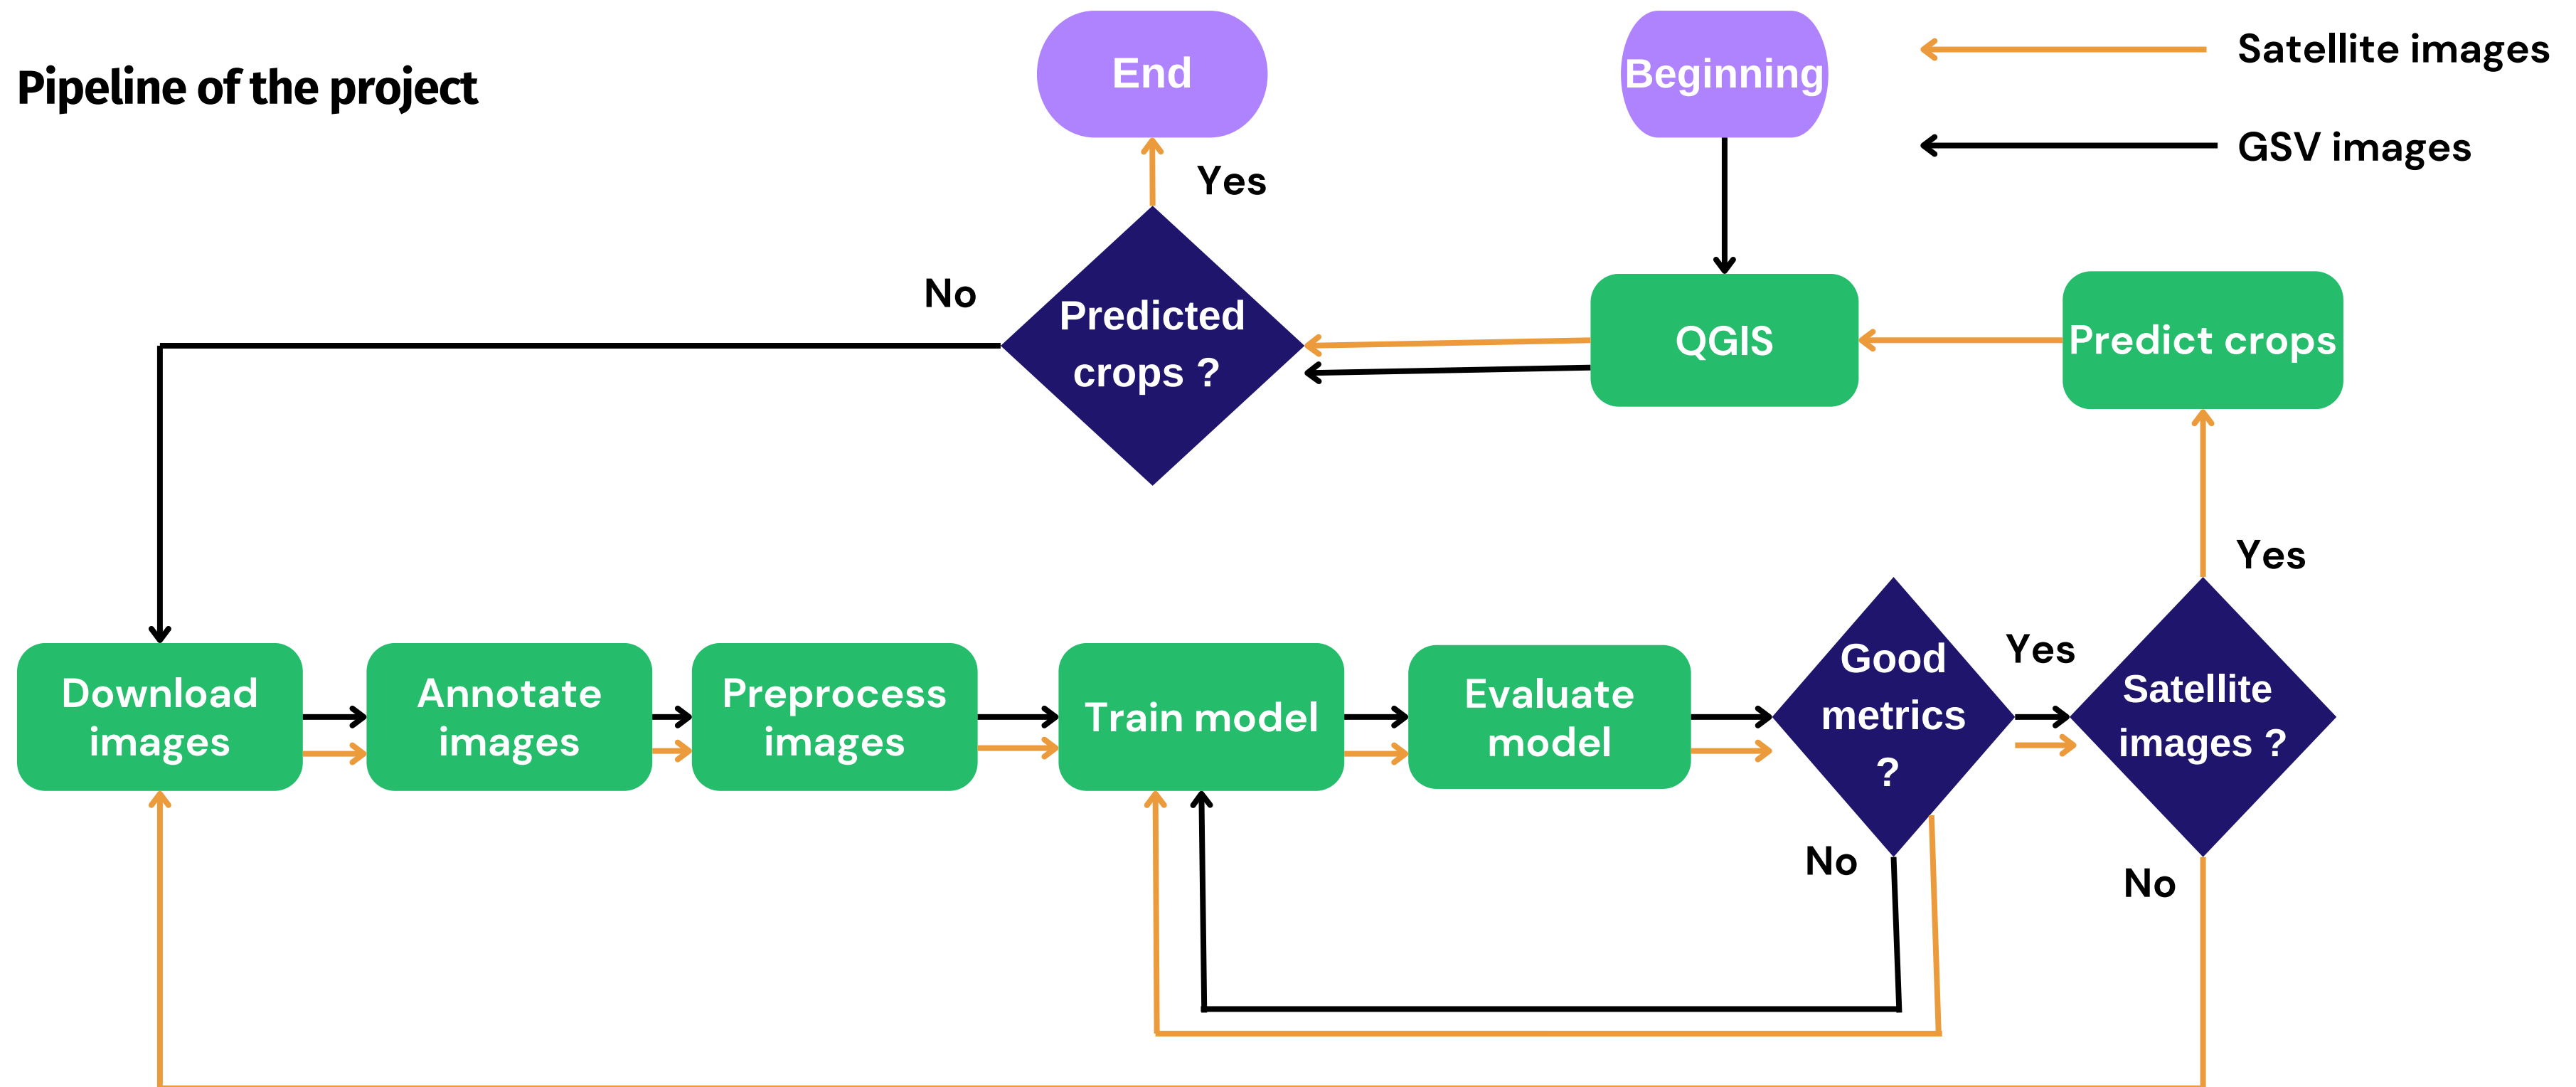 Pipeline of the project
End
Beginning
Satellite images
GSV images
Yes
No
Predicted
crops ?
QGIS
Predict crops
Yes
Download
images
Annotate
images
Preprocess
images
Train model
Evaluate
model
Good
metrics
?
Yes
Satellite
images ?
No
No